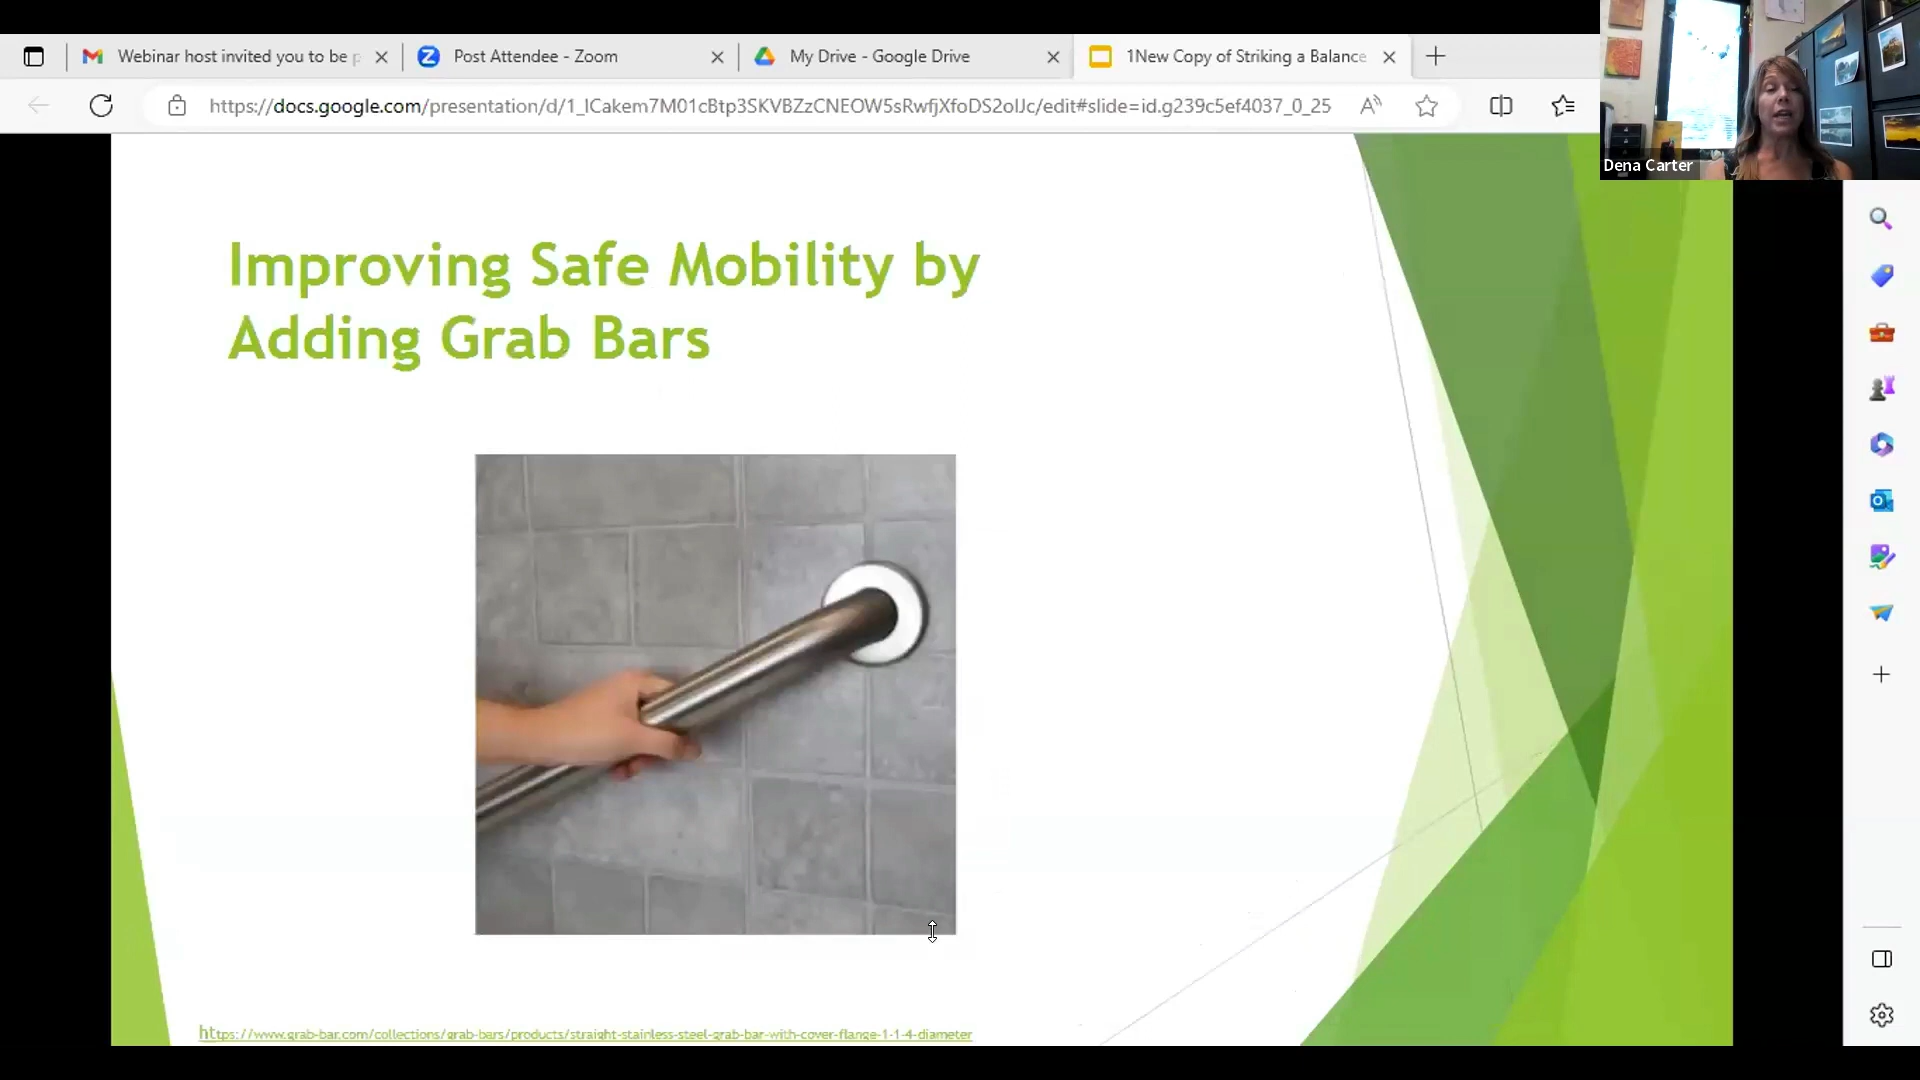 Webinar host invited you to be p
Post Attendee - Zoom
My Drive - Google Drive
1New Copy of Striking a Balance
https://docs.google.com/presentation/d/1_lCakem7M01cBtp3SKVBZzCNEOW5sRwfjXfoDS2olJc/edit#slide=id.g239c5ef4037_0_25
Dena Carter
Improving Safe Mobility by
Adding Grab Bars
https://www.grab-bar.com/collections/grab-bars/products/straight-stainless-steel-grab-bar-with-cover-flange-1-1-4-diameter